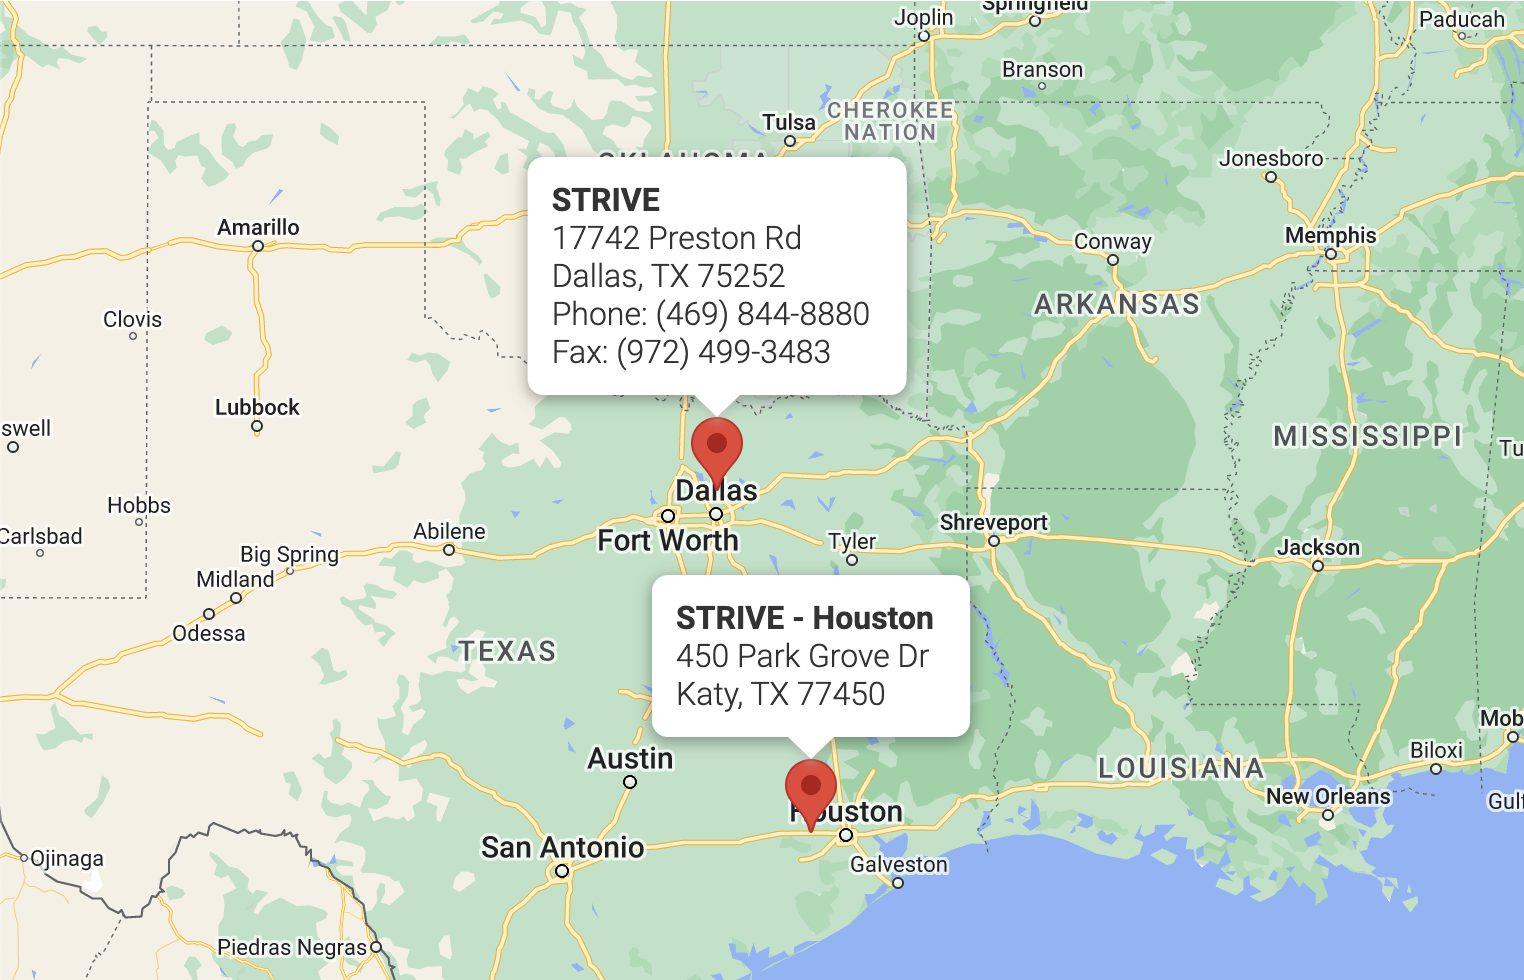 Joplin
Springfield
Paducah
Branson
CHEROKEE
NATION
Tulsa
OKLAHOMA
Jonesboro
STRIVE
17742 Preston Rd
Dallas, TX 75252
Phone: (469) 844-8880
Fax: (972) 499-3483
Amarillo
Conway
Memphis
ARKANSAS
Clovis
Lubbock
swell
MISSISSIPPI
Tu
Dallas
Hobbs
Carlsbad
Abilene
Fort Worth
Tyler
Shreveport
Jackson
Big Spring
Midland
Odessa
TEXAS
STRIVE - Houston
450 Park Grove Dr
Katy, TX 77450
Mob
Austin
LOUISIANA
Biloxi
New Orleans
Gulf
Houston
San Antonio
Ojinaga
Galveston
Piedras Negras